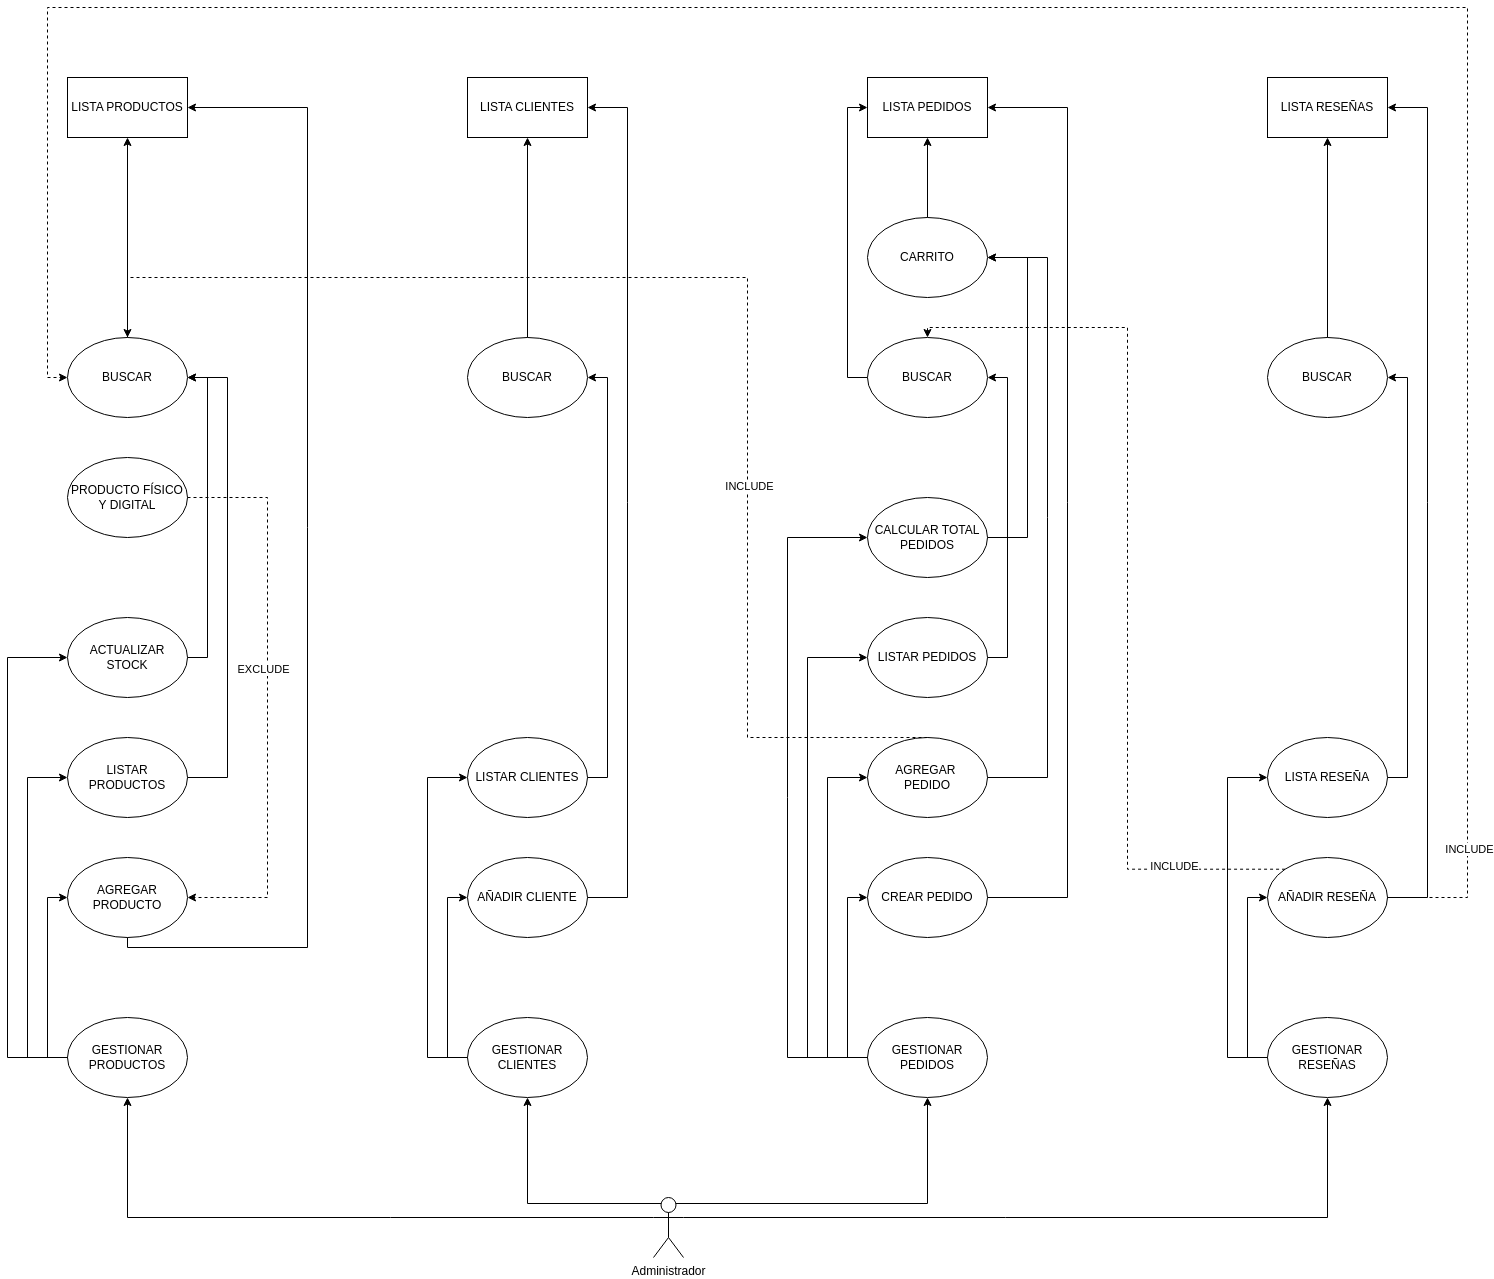 LISTA PRODUCTOS
LISTA CLIENTES
LISTA PEDIDOS
LISTA RESEÑAS
CARRITO
BUSCAR
BUSCAR
BUSCAR
BUSCAR
PRODUCTO FÍSICO
Y DIGITAL
INCLUDE
CALCULAR TOTAL
PEDIDOS
ACTUALIZAR
STOCK
EXCLUDE
LISTAR PEDIDOS
LISTAR
PRODUCTOS
LISTAR CLIENTES
AGREGAR
PEDIDO
LISTA RESEÑA
INCLUDE
INCLUDE
AGREGAR
PRODUCTO
AÑADIR CLIENTE
CREAR PEDIDO
AÑADIR RESEÑA
GESTIONAR
PRODUCTOS
GESTIONAR
CLIENTES
GESTIONAR
PEDIDOS
GESTIONAR
RESEÑAS
Administrador